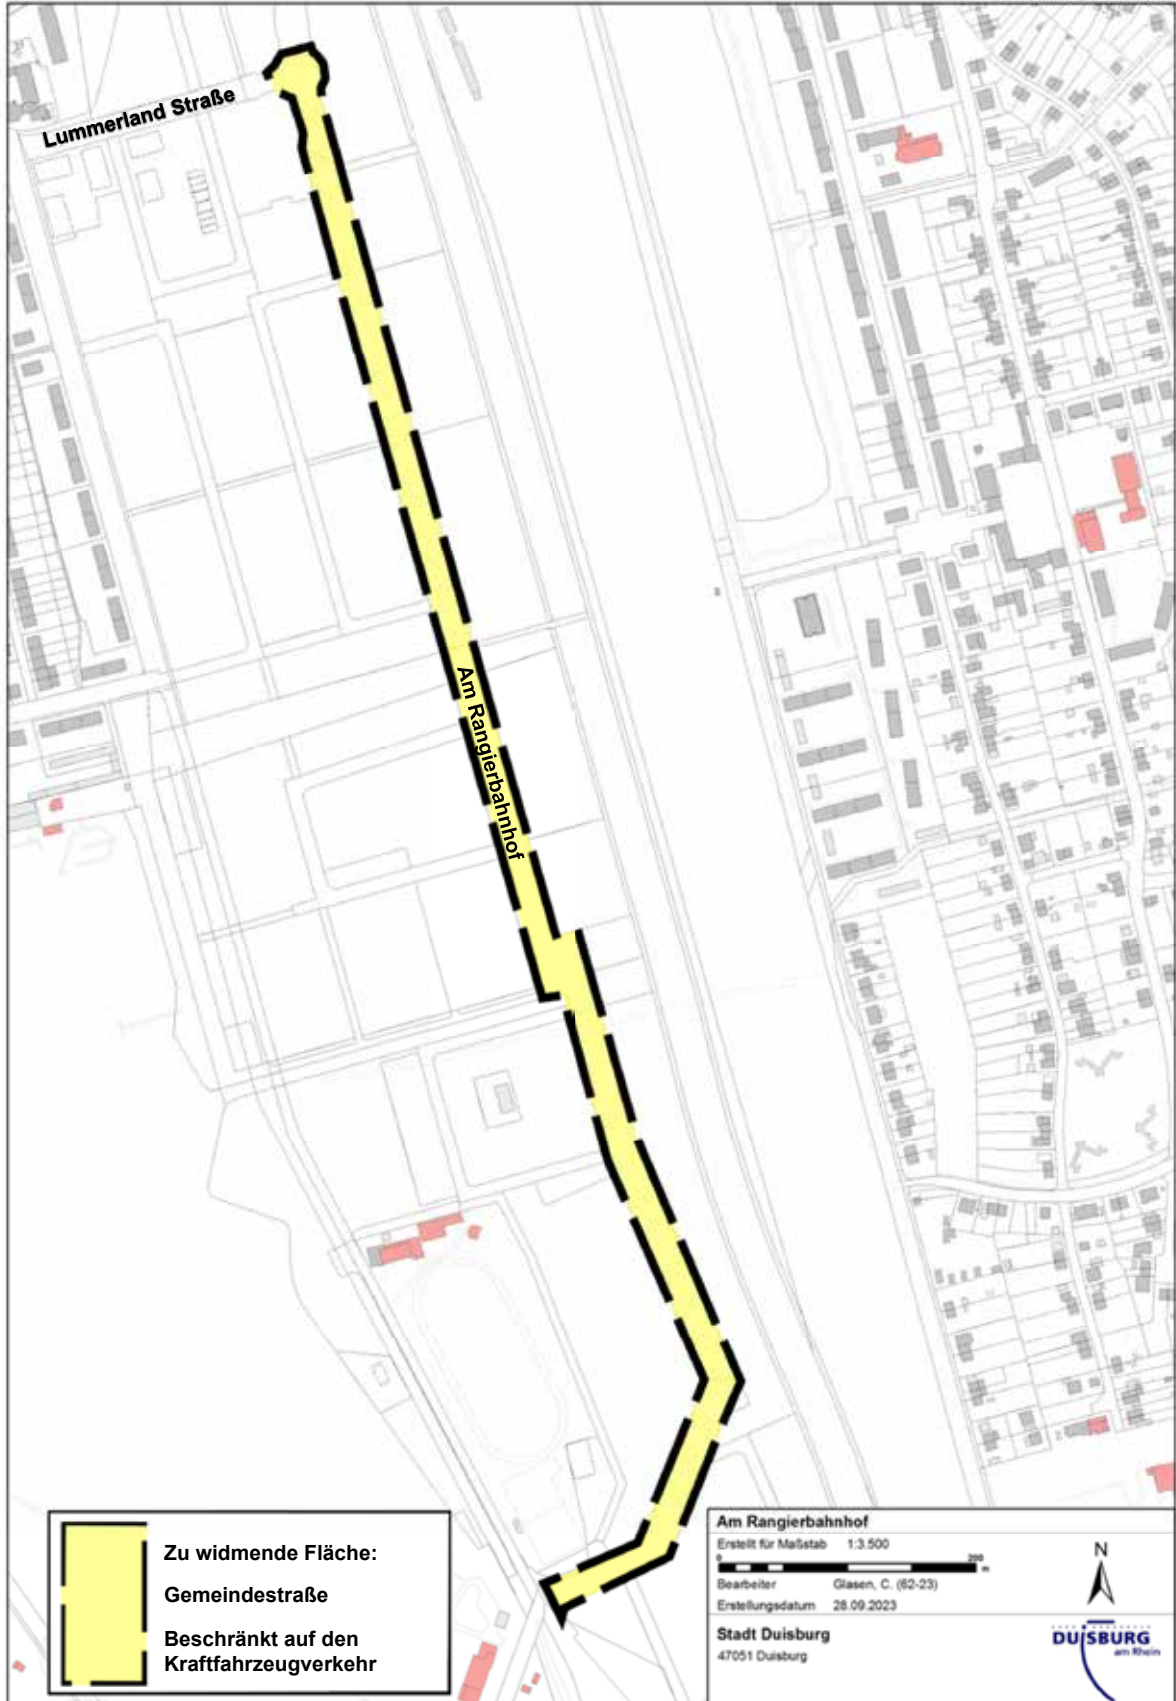 Lummerland Straße
Am Rangierbahnhof
Zu widmende Fläche:
Gemeindestraße
Beschränkt auf den
Kraftfahrzeugverkehr
Am Rangierbahnhof
Erstellt für Maßstab 1:3.500
0 200 m
Bearbeiter Glasen, C. (62-23)
Erstellungsdatum 28.09.2023
Stadt Duisburg
47051 Duisburg
N
DUISBURG
am Rhein